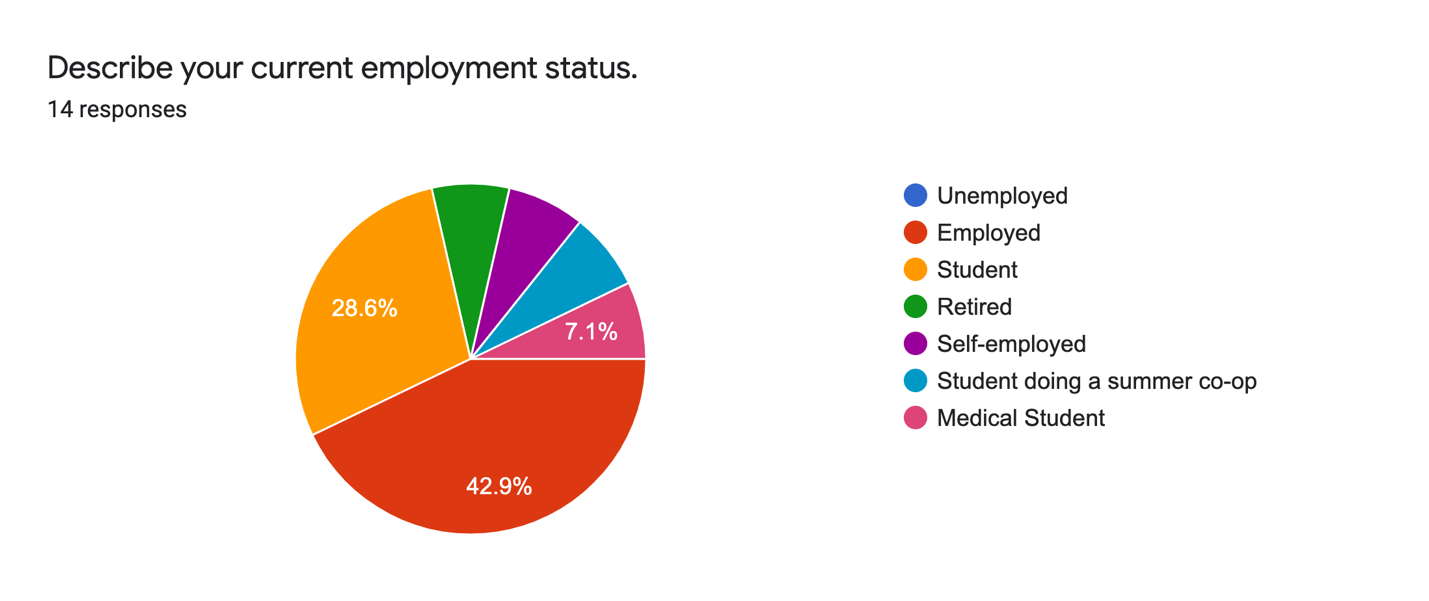 Describe your current employment status.
14 responses
28.6%
7.1%
42.9%
Unemployed
Employed
Student
Retired
Self-employed
Student doing a summer co-op
Medical Student